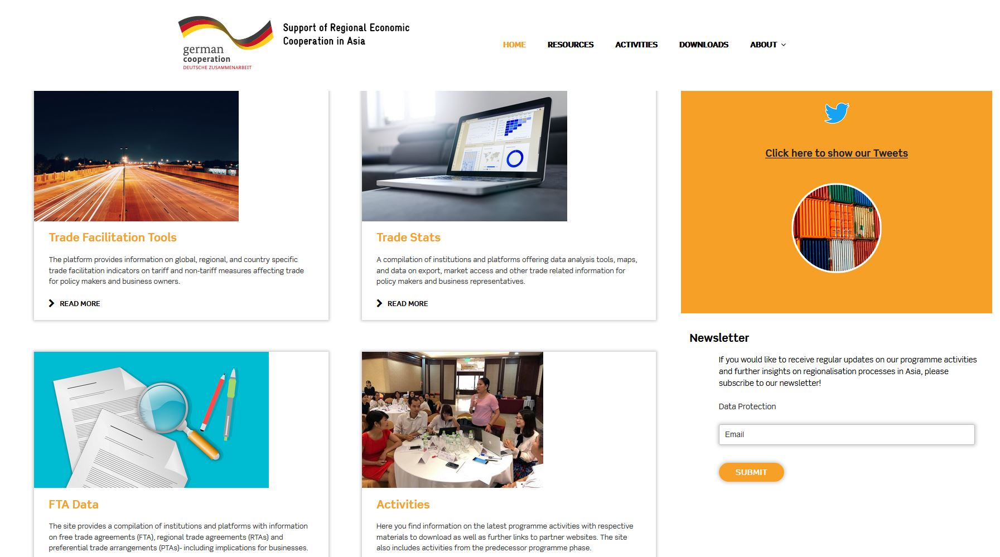 german
cooperation
DEUTSCHE ZUSAMMENARBEIT
Support of Regional Economic
Cooperation in Asia
HOME
RESOURCES
ACTIVITIES
DOWNLOADS
ABOUT
Trade Facilitation Tools
The platform provides information on global, regional, and country specific
trade facilitation indicators on tariff and non-tariff measures affecting trade
for policy makers and business owners.
READ MORE
Trade Stats
A compilation of institutions and platforms offering data analysis tools, maps,
and data on export, market access and other trade related information for
policy makers and business representatives.
READ MORE
Click here to show our Tweets
FTA Data
The site provides a compilation of institutions and platforms with information
on free trade agreements (FTA), regional trade agreements (RTAs) and
preferential trade arrangements (PTAs)- including implications for businesses.
Activities
Here you find information on the latest programme activities with respective
materials to download as well as further links to partner websites. The site
also includes activities from the predecessor programme phase.
Newsletter
If you would like to receive regular updates on our programme activities
and further insights on regionalisation processes in Asia, please
subscribe to our newsletter!
Data Protection
Email
SUBMIT